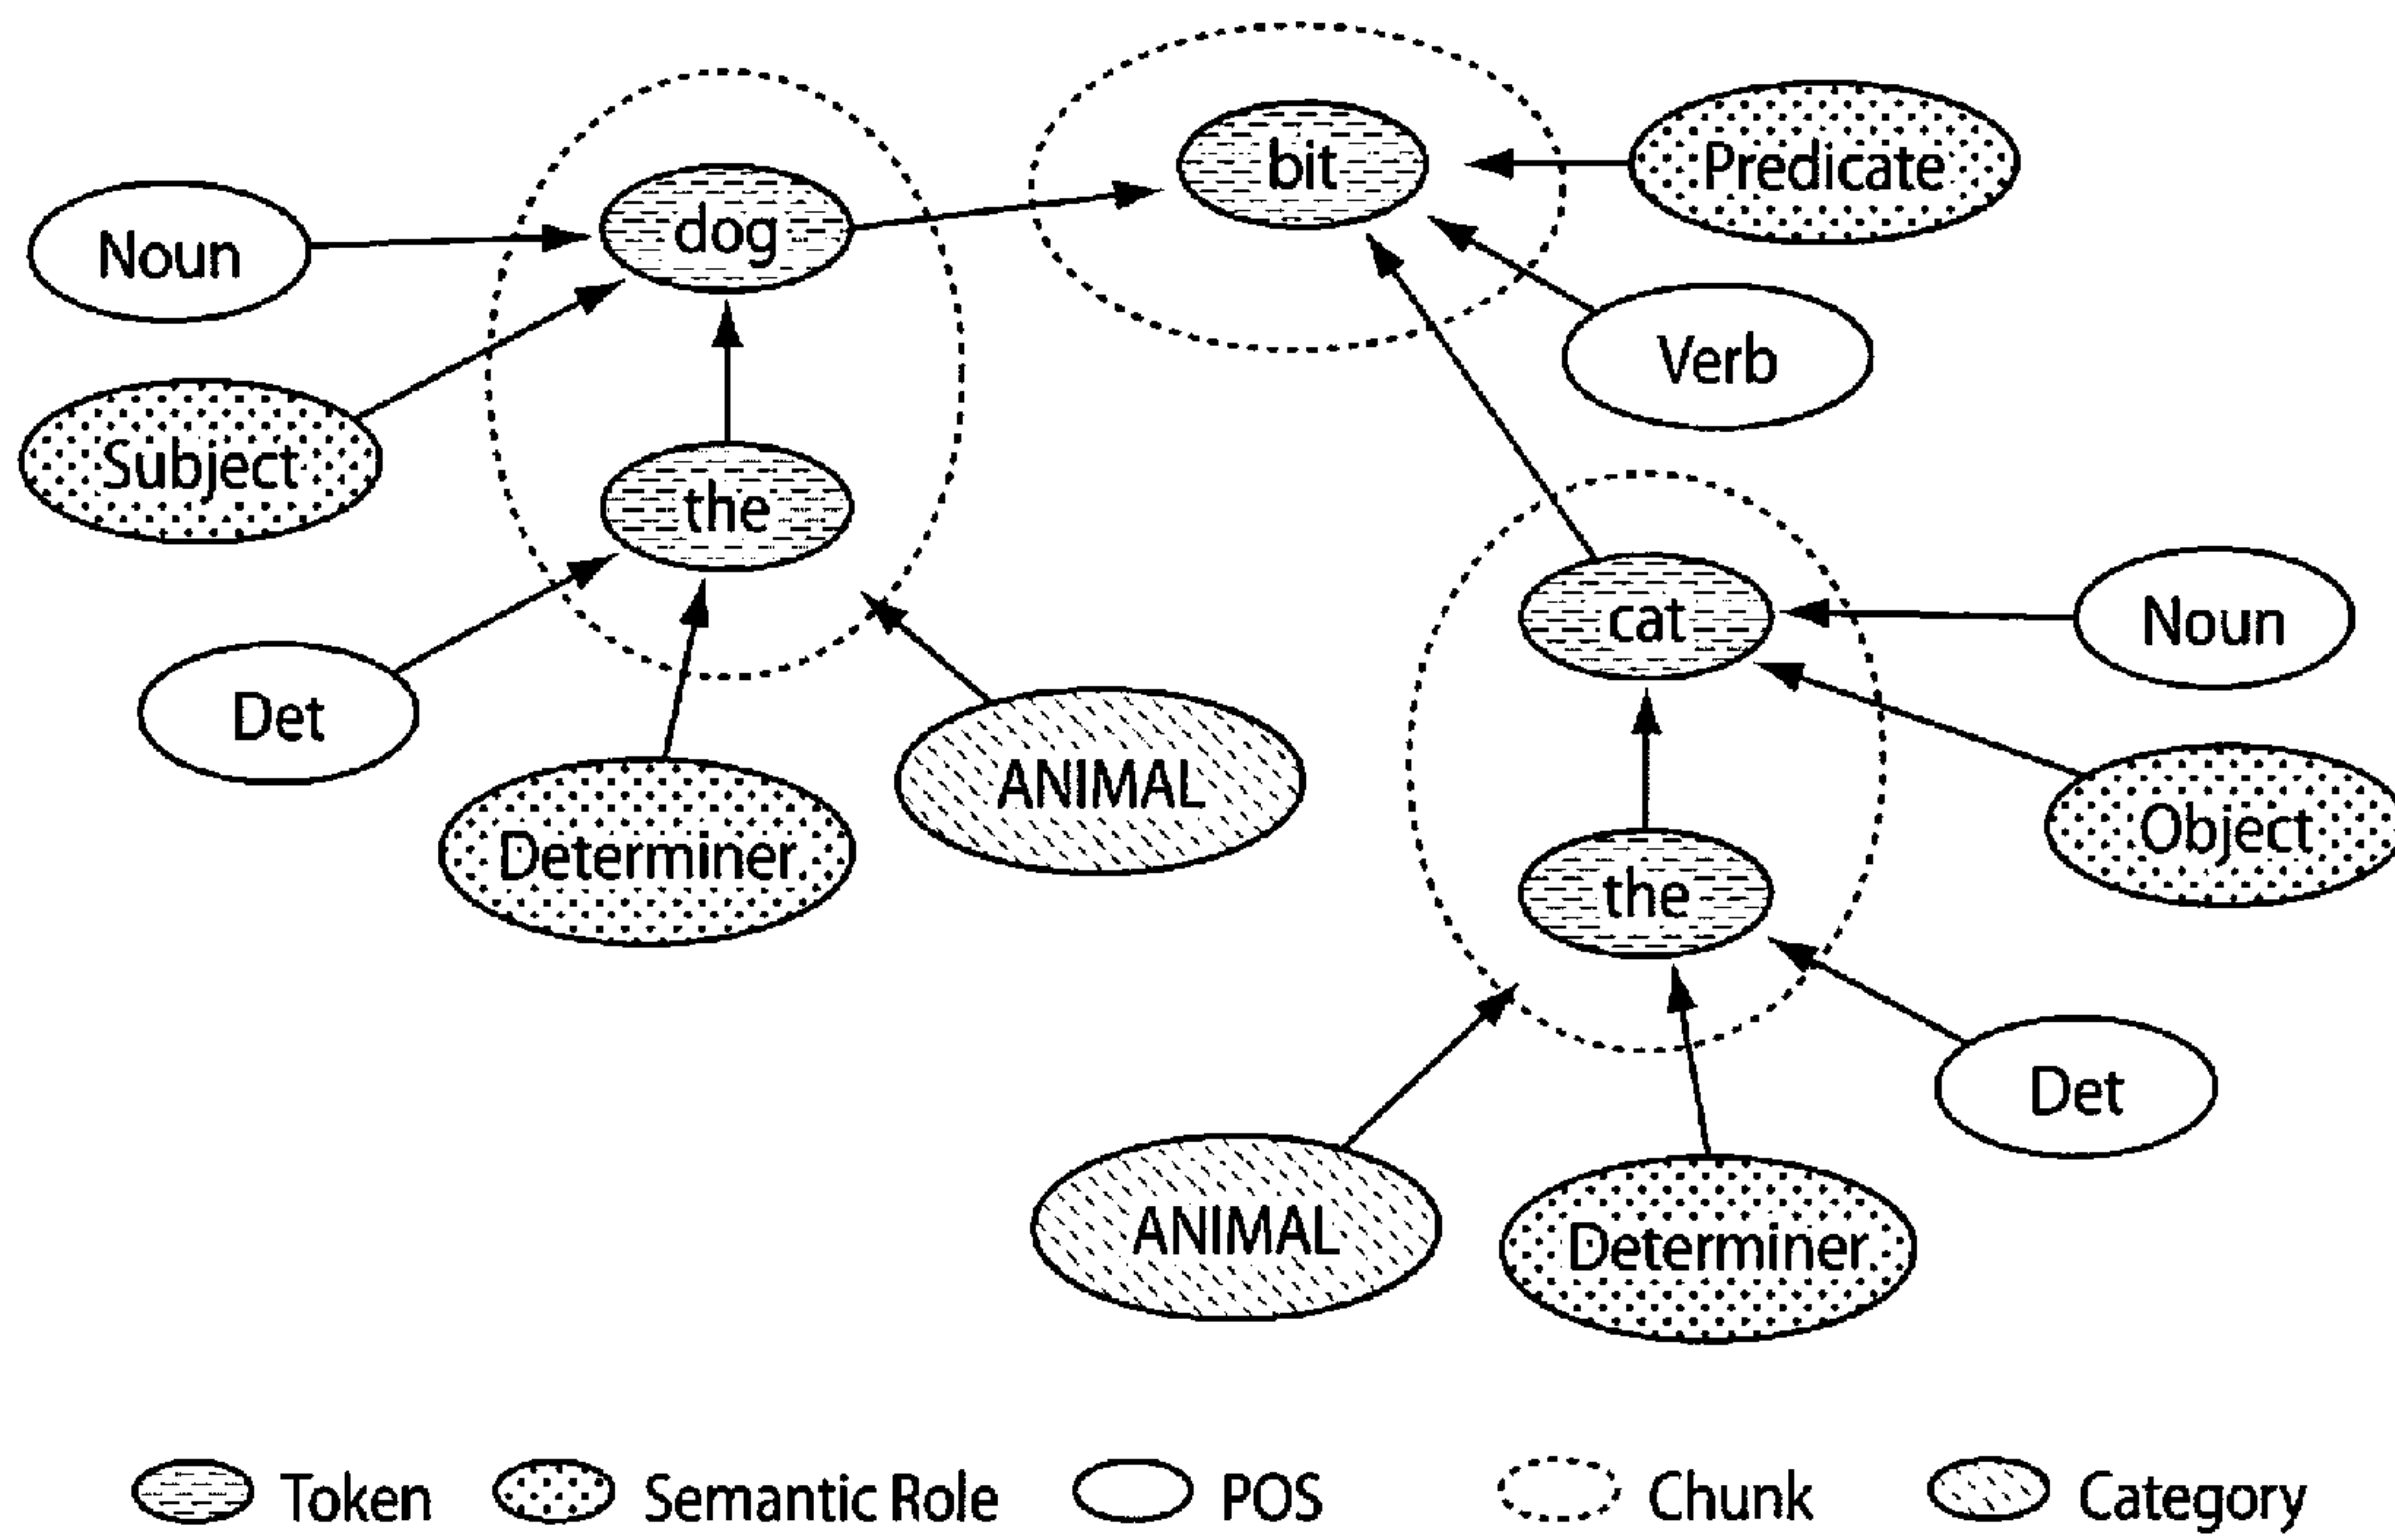 bit
Predicate
dog
Noun
Verb
Subject
the
cat
Noun
Det
ANIMAL
Object
Determiner
the
Det
ANIMAL
Determiner
Token
Semantic Role
POS
Chunk
Category